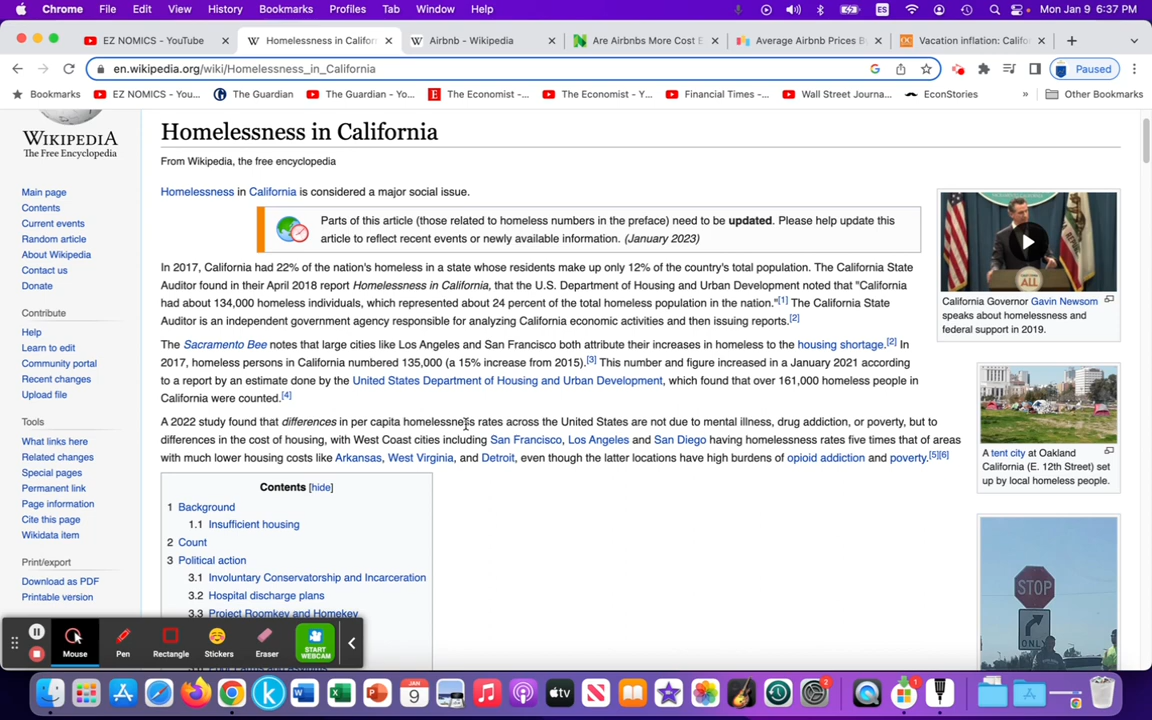 Chrome File Edit View History Bookmarks Profiles Tab Window Help ES Mon Jan 9 6:37 PM
EZ NOMICS - YouTube Homelessness in Californ Airbnb - Wikipedia Are Airbnbs More Cost E Average Airbnb Prices B Vacation inflation: Califor
en.wikipedia.org/wiki/Homelessness_in_California Paused
Bookmarks EZ NOMICS - You... The Guardian The Guardian - Yo... The Economist -... The Economist - Y... Financial Times -... Wall Street Journa... EconStories » Other Bookmarks
WIKIPEDIA
The Free Encyclopedia
Main page
Contents
Current events
Random article
About Wikipedia
Contact us
Donate
Contribute
Help
Learn to edit
Community portal
Recent changes
Upload file
Tools
What links here
Related changes
Special pages
Permanent link
Page information
Cite this page
Wikidata item
Print/export
Download as PDF
Printable version
Homelessness in California
From Wikipedia, the free encyclopedia
Homelessness in California is considered a major social issue.
Parts of this article (those related to homeless numbers in the preface) need to be updated. Please help update this
article to reflect recent events or newly available information. (January 2023)
In 2017, California had 22% of the nation's homeless in a state whose residents make up only 12% of the country's total population. The California State
Auditor found in their April 2018 report Homelessness in California, that the U.S. Department of Housing and Urban Development noted that "California
had about 134,000 homeless individuals, which represented about 24 percent of the total homeless population in the nation."[1] The California State
Auditor is an independent government agency responsible for analyzing California economic activities and then issuing reports.[2]
The Sacramento Bee notes that large cities like Los Angeles and San Francisco both attribute their increases in homeless to the housing shortage.[2] In
2017, homeless persons in California numbered 135,000 (a 15% increase from 2015).[3] This number and figure increased in a January 2021 according
to a report by an estimate done by the United States Department of Housing and Urban Development, which found that over 161,000 homeless people in
California were counted.[4]
A 2022 study found that differences in per capita homelessness rates across the United States are not due to mental illness, drug addiction, or poverty, but to
differences in the cost of housing, with West Coast cities including San Francisco, Los Angeles and San Diego having homelessness rates five times that of areas
with much lower housing costs like Arkansas, West Virginia, and Detroit, even though the latter locations have high burdens of opioid addiction and poverty.[5][6]
Contents [hide]
1 Background
1.1 Insufficient housing
2 Count
3 Political action
3.1 Involuntary Conservatorship and Incarceration
3.2 Hospital discharge plans
3.3 Project Roomkey and Homekey
ALL
California Governor Gavin Newsom
speaks about homelessness and
federal support in 2019.
A tent city at Oakland
California (E. 12th Street) set
up by local homeless people.
STOP
ONLY
Mouse Pen Rectangle Stickers Eraser START
WEBCAM
JAN
9
2
1